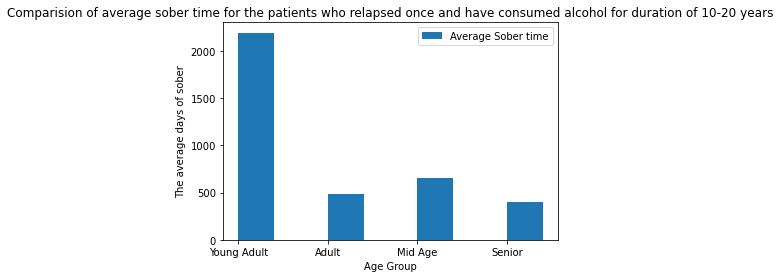 Comparision of average sober time for the patients who relapsed once and have consumed alcohol for duration of 10-20 years
Average Sober time
The average days of sober
2000
1500
1000
500
0
Young Adult
Adult
Mid Age
Senior
Age Group